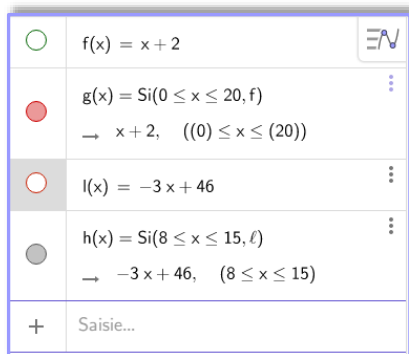 f(x) = x + 2
g(x) = Si(0 ≤ x ≤ 20, f)
→ x + 2, ((0) ≤ x ≤ (20))
l(x) = −3 x + 46
h(x) = Si(8 ≤ x ≤ 15, ℓ)
→ −3 x + 46, (8 ≤ x ≤ 15)
+ Saisie...